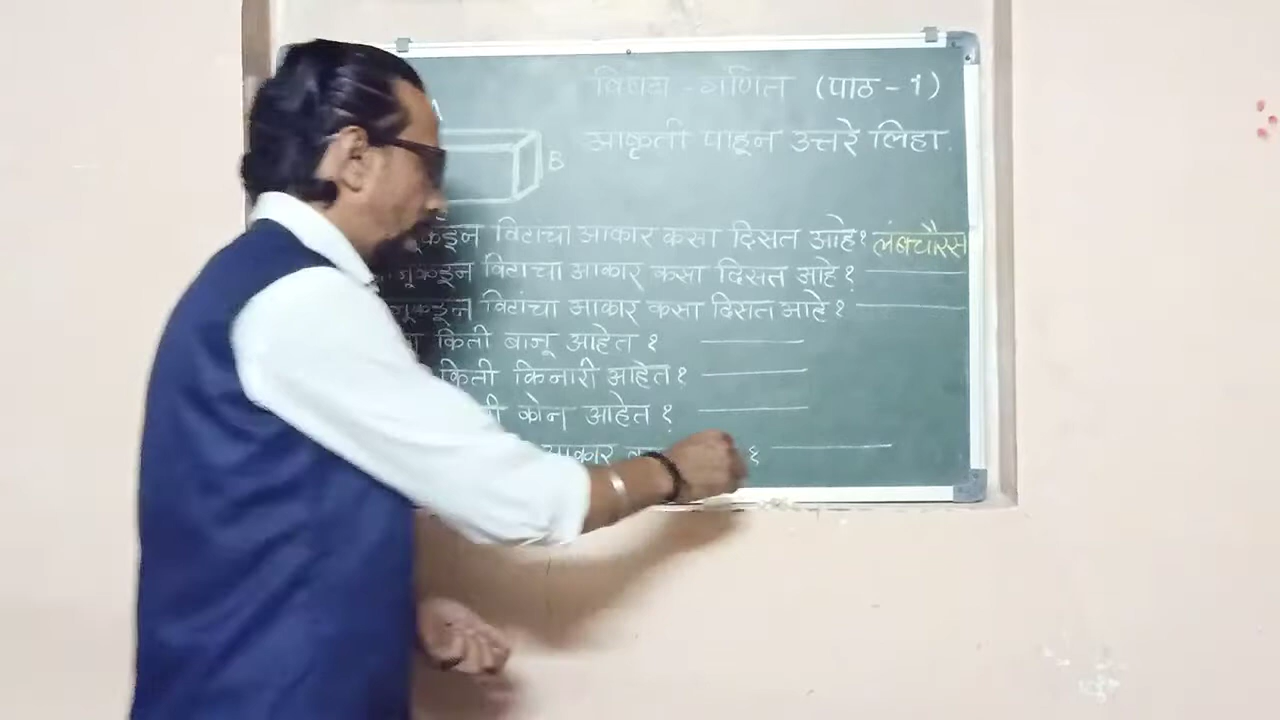 विषय - गणित (पाठ - 1)
आकृती पाहून उत्तरे लिहा.
A
B
विटांचा आकार कसा दिसत आहे? लंबचौरस
विटांचा आकार कसा दिसत आहे?
विटांचा आकार कसा दिसत आहे?
किती बाजू आहेत?
किती किनारी आहेत?
कोन आहेत?
आकार